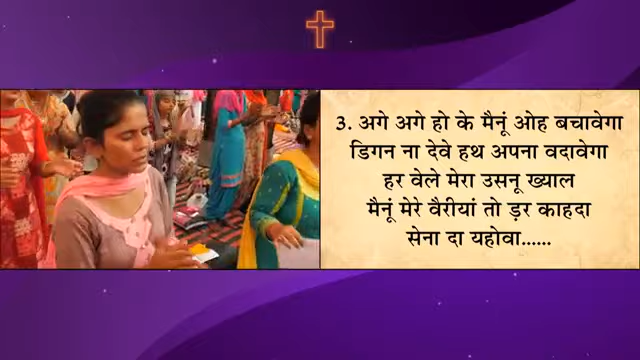 3. अगे अगे हो के मैनूं ओह बचावेगा
डिगन ना देवे हथ अपना वदावेगा
हर वेले मेरा उसनू ख्याल
मैनूं मेरे वैरीयां तो ड़र काहदा
सेना दा यहोवा......